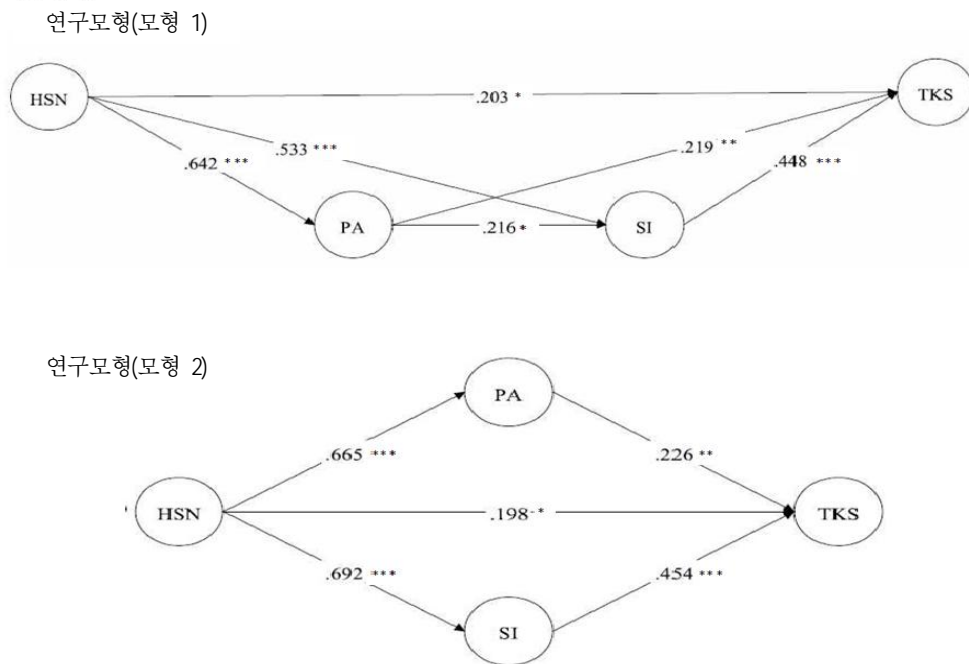 연구모형(모형 1)
HSN
TKS
.203 *
.533 ***
.219 **
.642 ***
.448 ***
PA
.216 *
SI
연구모형(모형 2)
PA
.665 ***
.226 **
HSN
.198 *
TKS
.692 ***
.454 ***
SI